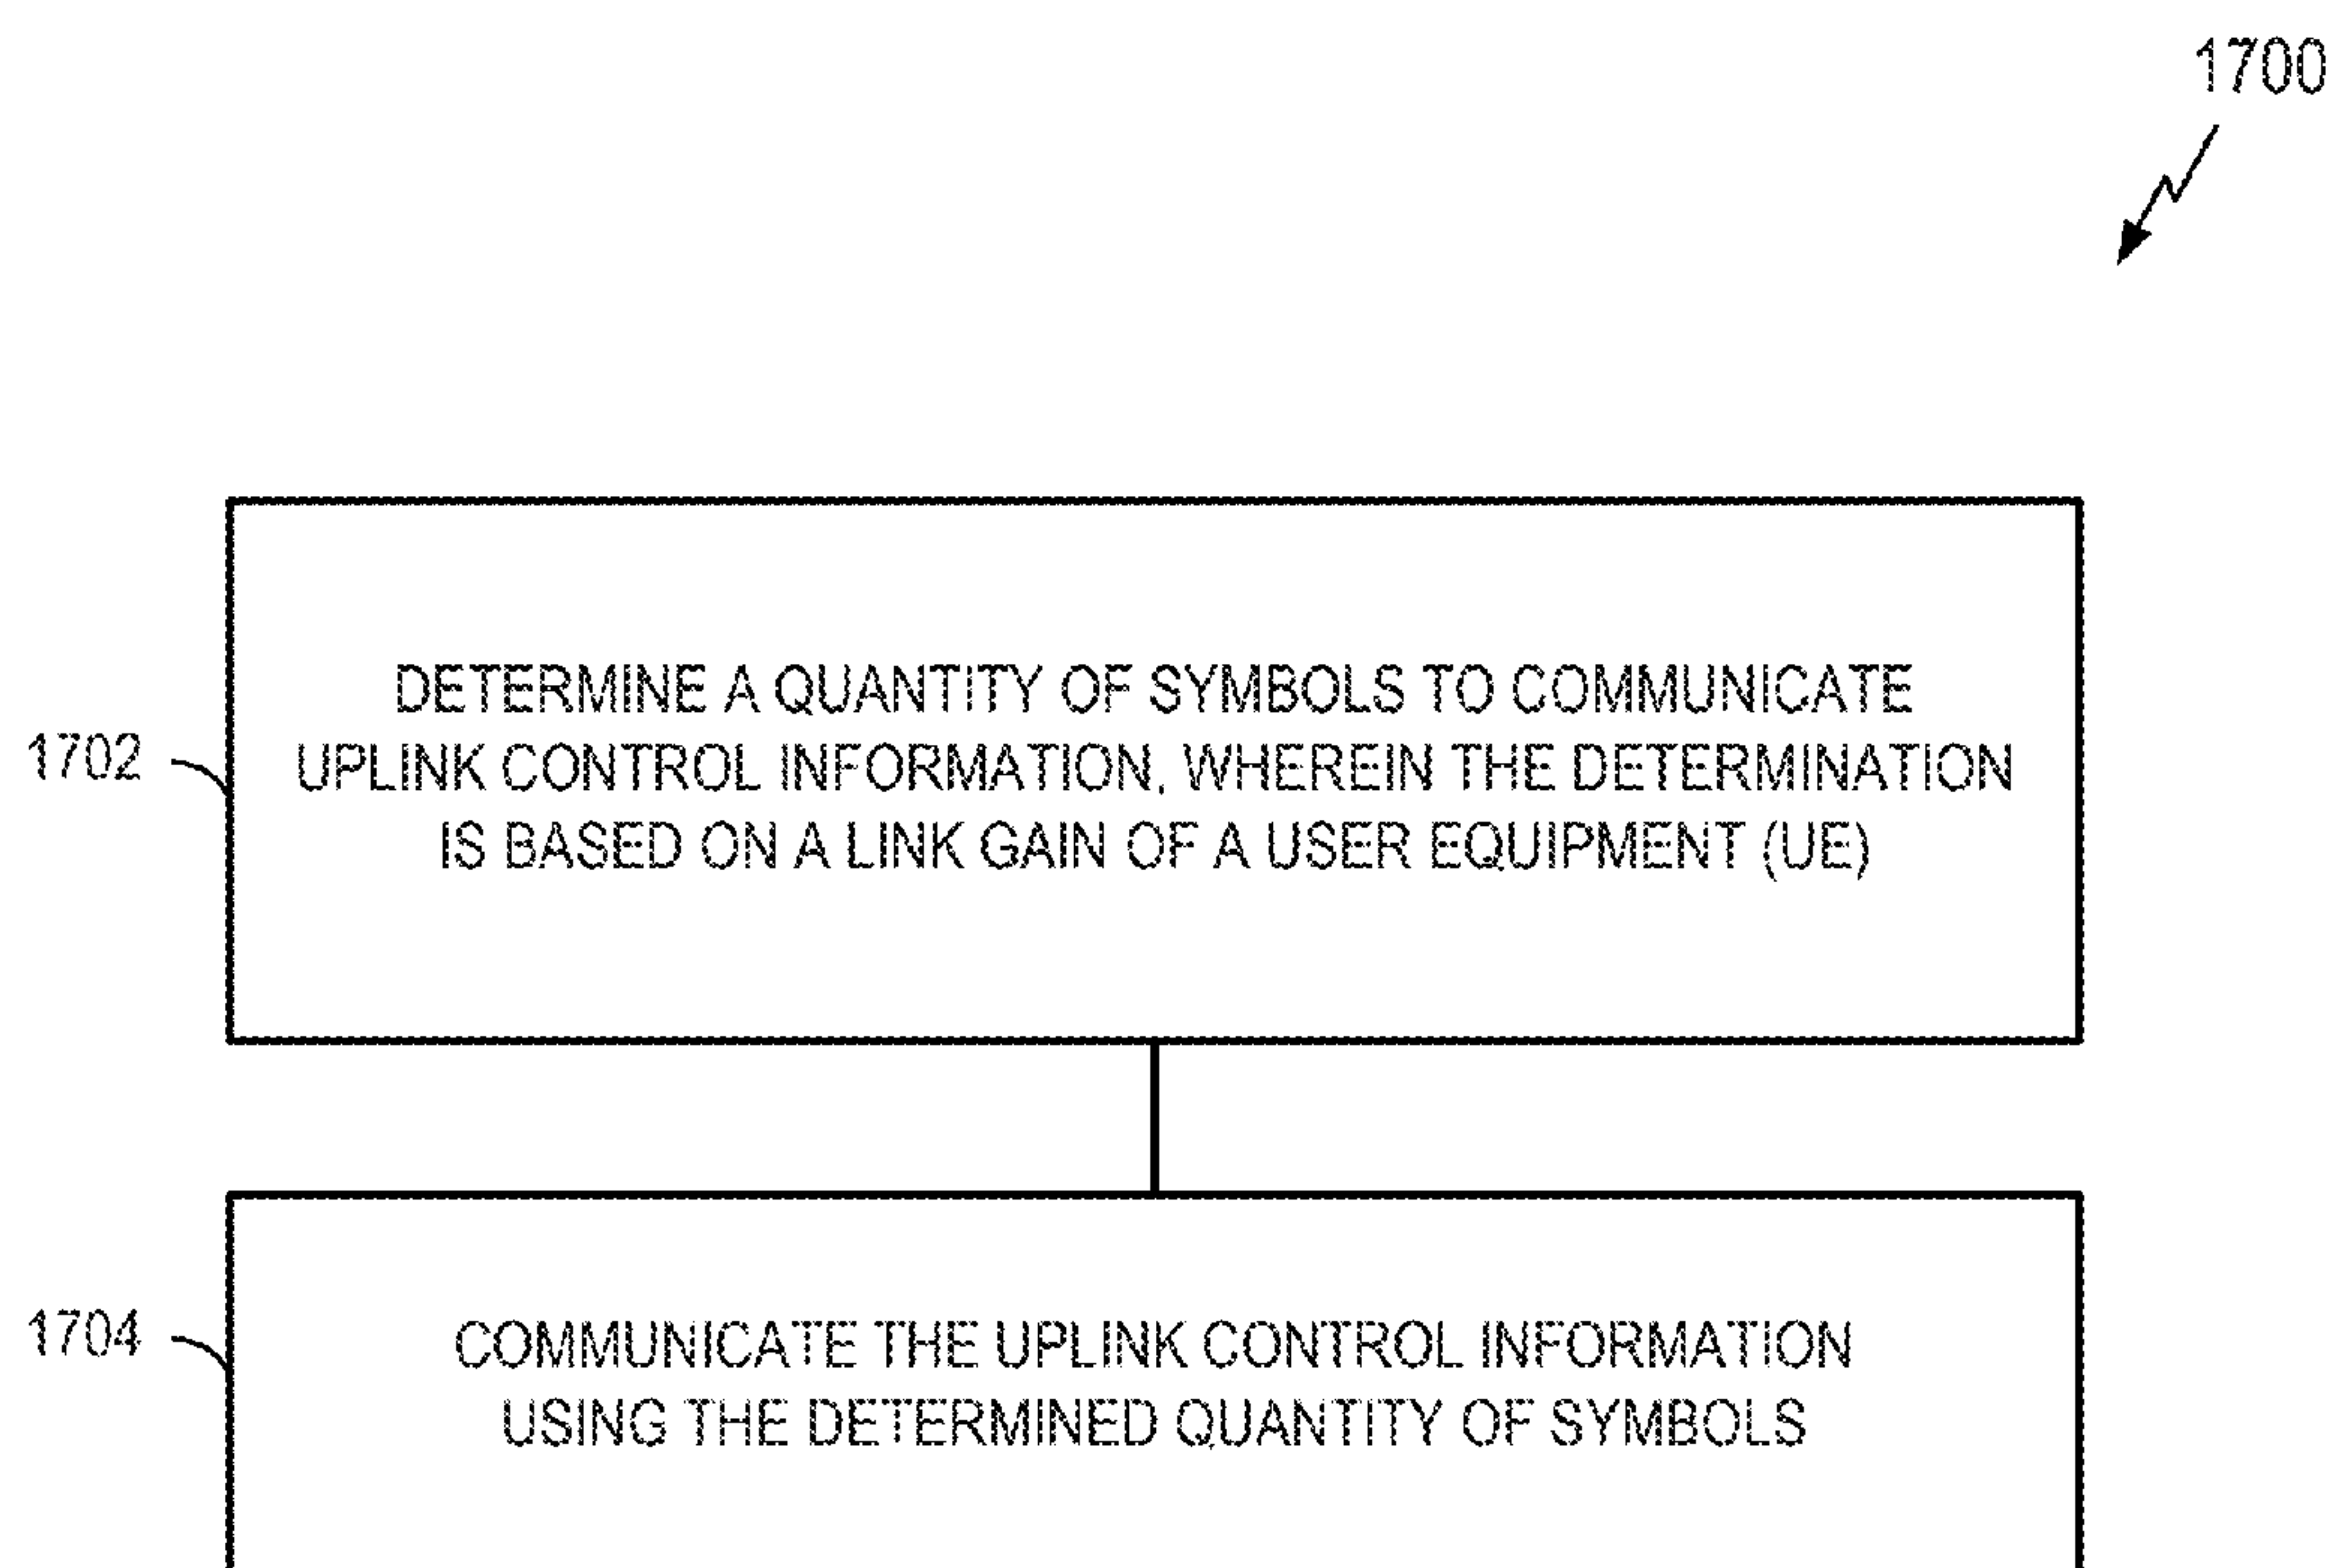 1700
DETERMINE A QUANTITY OF SYMBOLS TO COMMUNICATE
1702
UPLINK CONTROL INFORMATION, WHEREIN THE DETERMINATION
IS BASED ON A LINK GAIN OF A USER EQUIPMENT (UE)
1704
COMMUNICATE THE UPLINK CONTROL INFORMATION
USING THE DETERMINED QUANTITY OF SYMBOLS